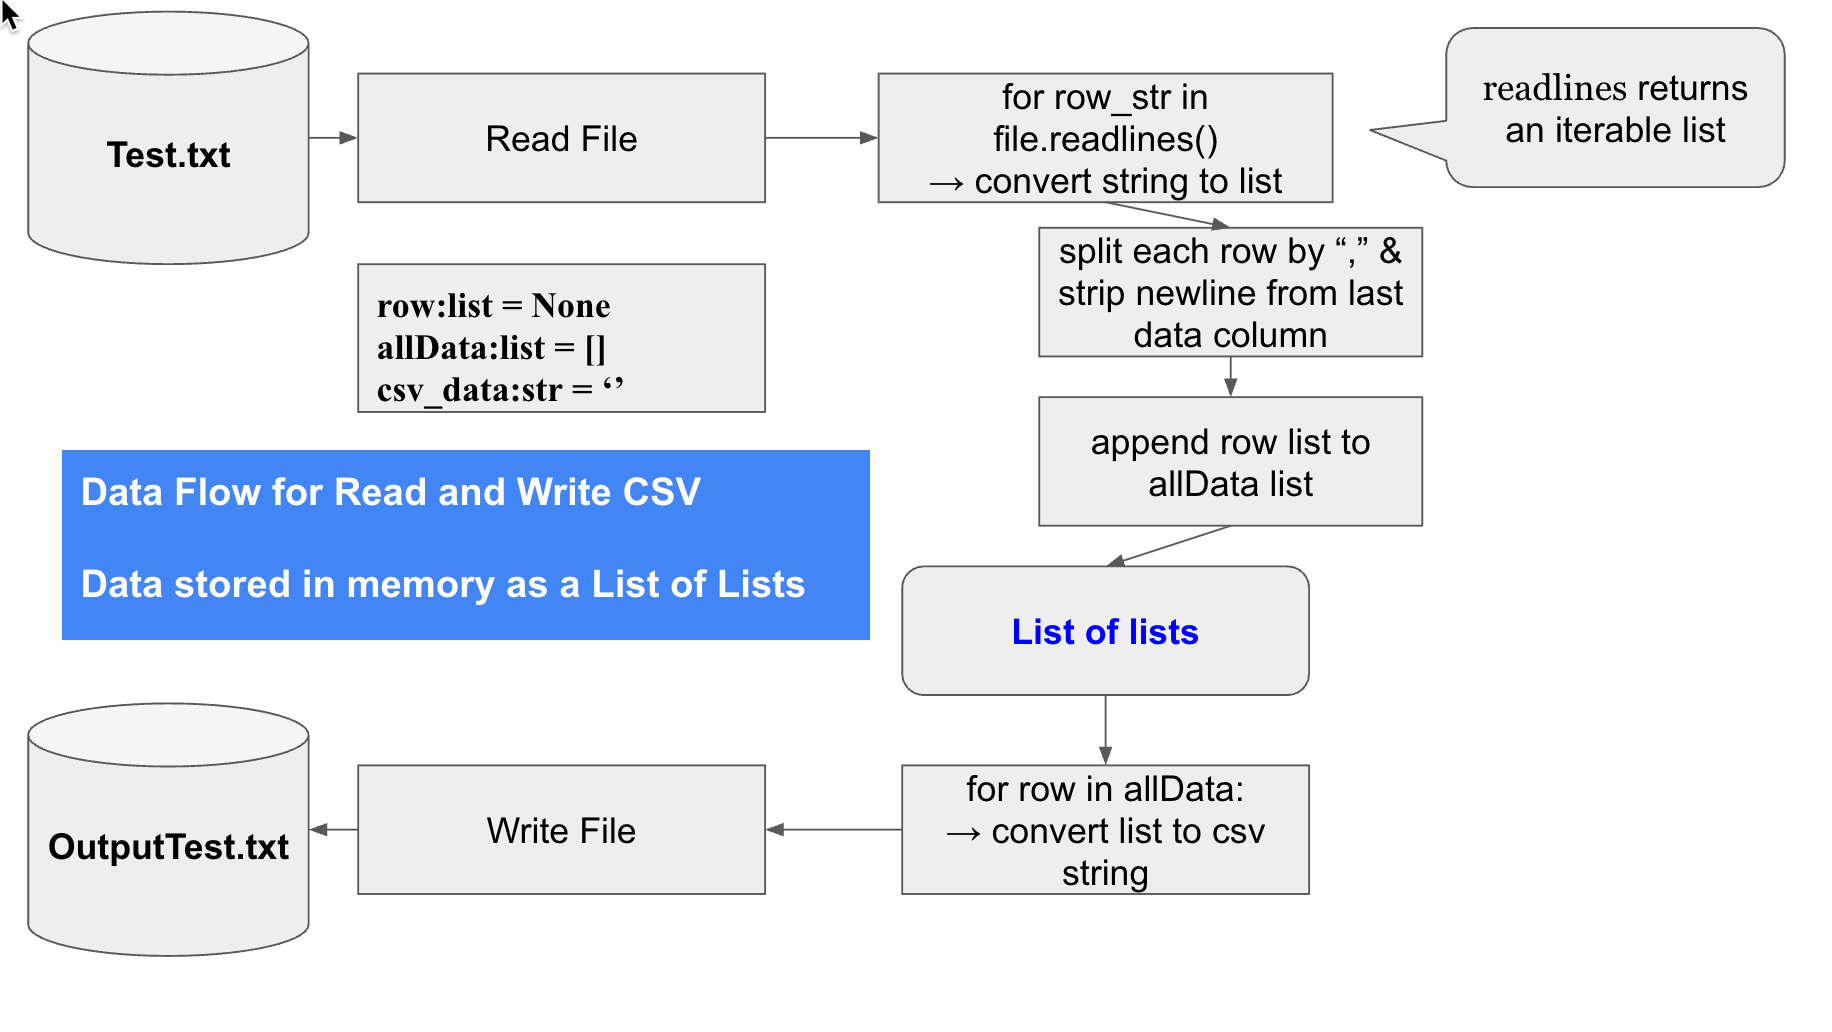 Test.txt
Read File
for row_str in
file.readlines()
→ convert string to list
readlines returns
an iterable list
split each row by “,” &
strip newline from last
data column
row:list = None
allData:list = []
csv_data:str = ‘’
append row list to
allData list
Data Flow for Read and Write CSV
Data stored in memory as a List of Lists
List of lists
for row in allData:
→ convert list to csv
string
Write File
OutputTest.txt